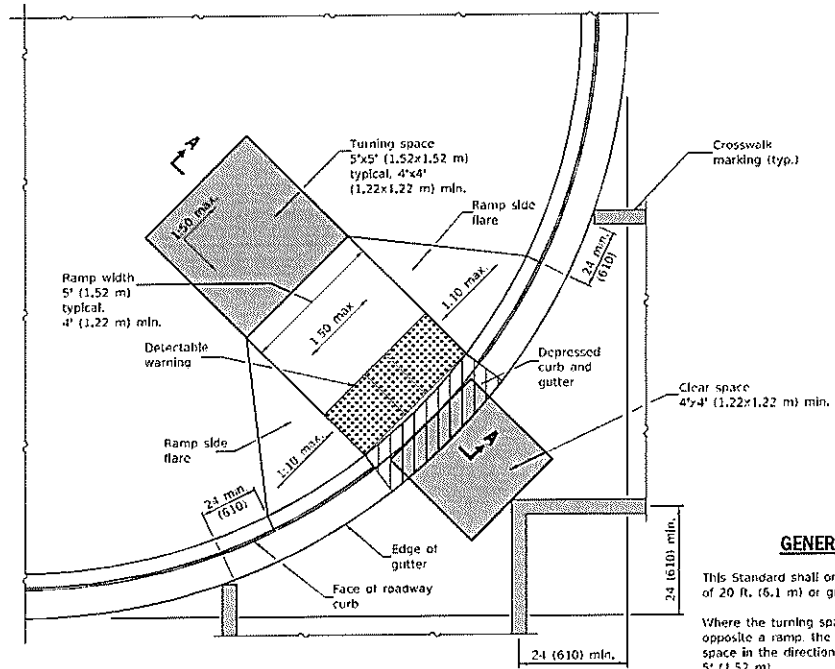 A
Turning space
5'x5' (1.52x1.52 m)
typical, 4'x4'
(1.22x1.22 m) min.
Crosswalk
marking (typ.)
Ramp side
flare
1:50 max.
24 min.
(610)
Ramp width
5' (1.52 m)
typical.
4' (1.22 m) min.
1:10 max.
1:50 max.
Detectable
warning
Depressed
curb and
gutter
Clear space
4'x4' (1.22x1.22 m) min.
A
Ramp side
flare
1:10 max.
24 min.
(610)
Edge of
gutter
Face of roadway
curb
24 (610) min.
24 (610) min.
GENER
This Standard shall on
of 20 ft. (6.1 m) or gr
Where the turning spa
opposite a ramp, the
space in the direction
5' (1.52 m)